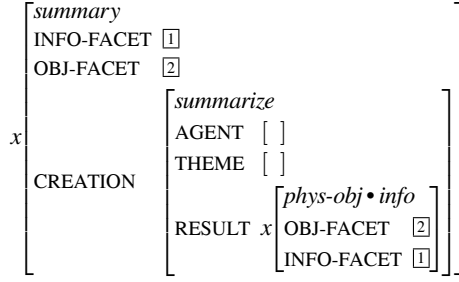 summary
INFO-FACET 1
OBJ-FACET 2
summarize
AGENT [ ]
x
THEME [ ]
CREATION
phys-obj • info
RESULT x OBJ-FACET 2
INFO-FACET 1